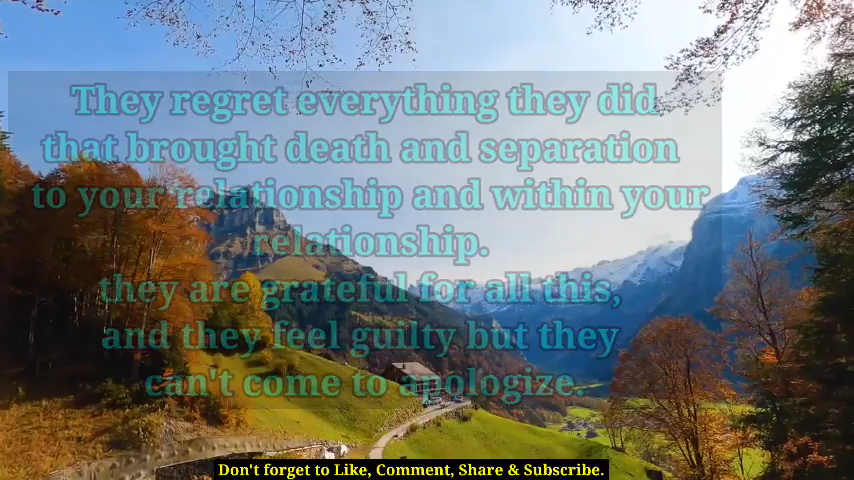 They regret everything they did
that brought death and separation
to your relationship and within your
relationship.
they are grateful for all this,
and they feel guilty but they
can't come to apologize.
Don't forget to Like, Comment, Share & Subscribe.